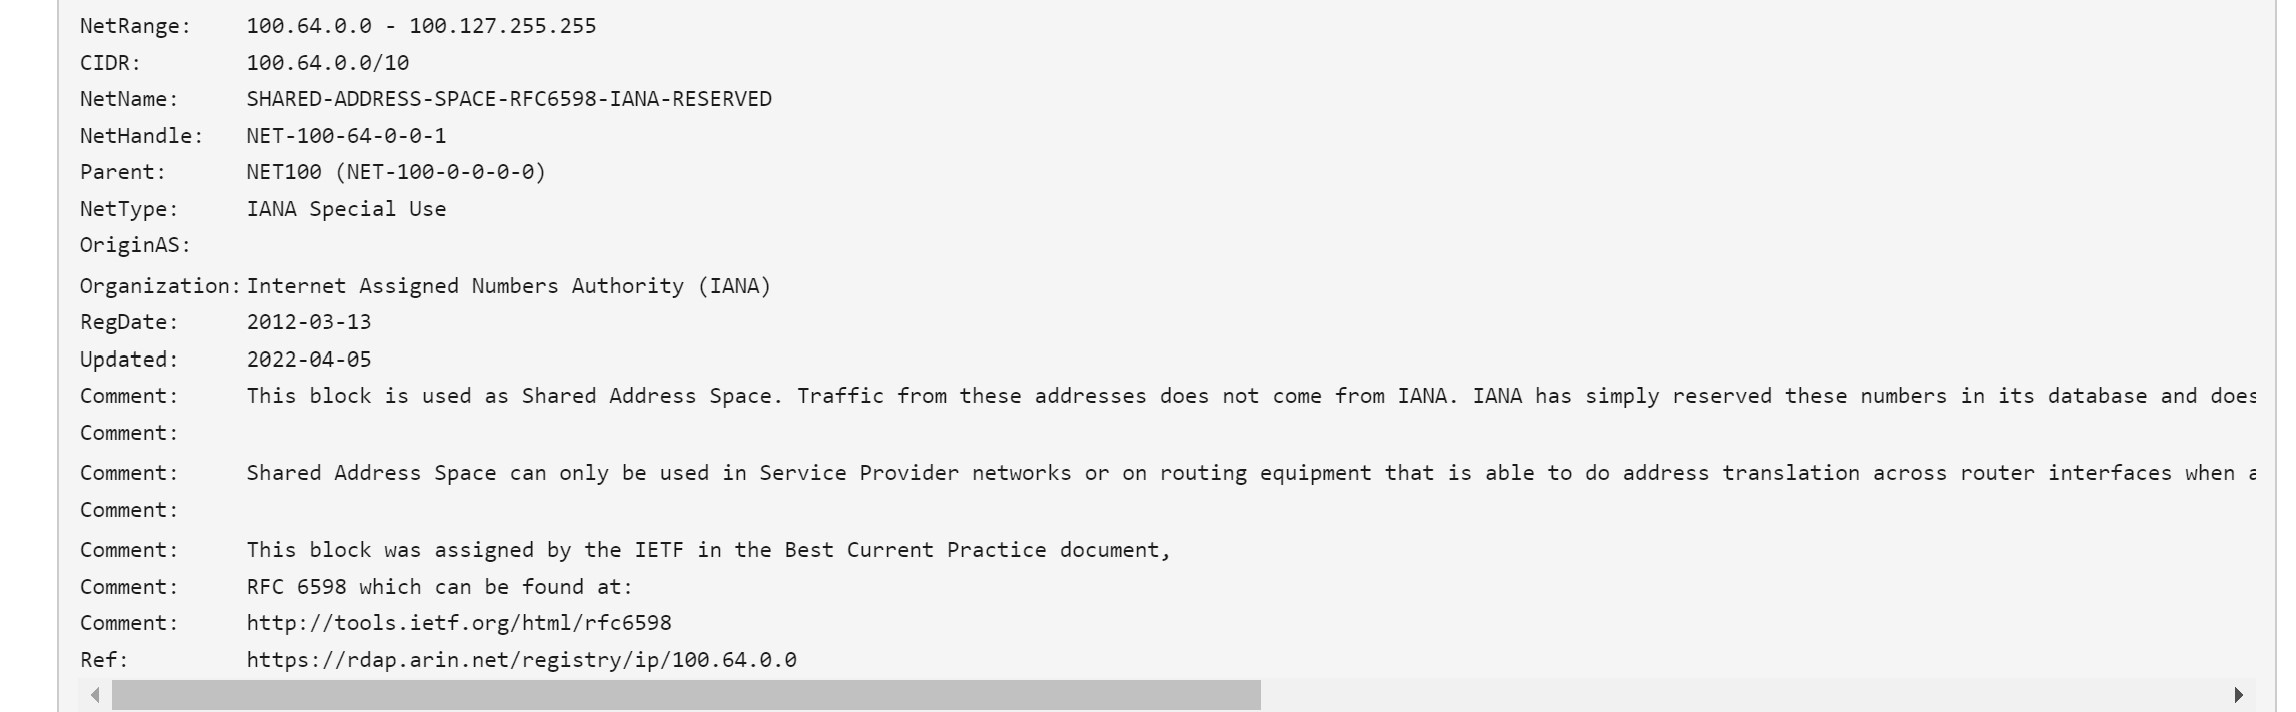 NetRange: 100.64.0.0 - 100.127.255.255
CIDR: 100.64.0.0/10
NetName: SHARED-ADDRESS-SPACE-RFC6598-IANA-RESERVED
NetHandle: NET-100-64-0-0-1
Parent: NET100 (NET-100-0-0-0-0)
NetType: IANA Special Use
OriginAS:
Organization: Internet Assigned Numbers Authority (IANA)
RegDate: 2012-03-13
Updated: 2022-04-05
Comment: This block is used as Shared Address Space. Traffic from these addresses does not come from IANA. IANA has simply reserved these numbers in its database and does
Comment:
Comment: Shared Address Space can only be used in Service Provider networks or on routing equipment that is able to do address translation across router interfaces when a
Comment:
Comment: This block was assigned by the IETF in the Best Current Practice document,
Comment: RFC 6598 which can be found at:
Comment: http://tools.ietf.org/html/rfc6598
Ref: https://rdap.arin.net/registry/ip/100.64.0.0